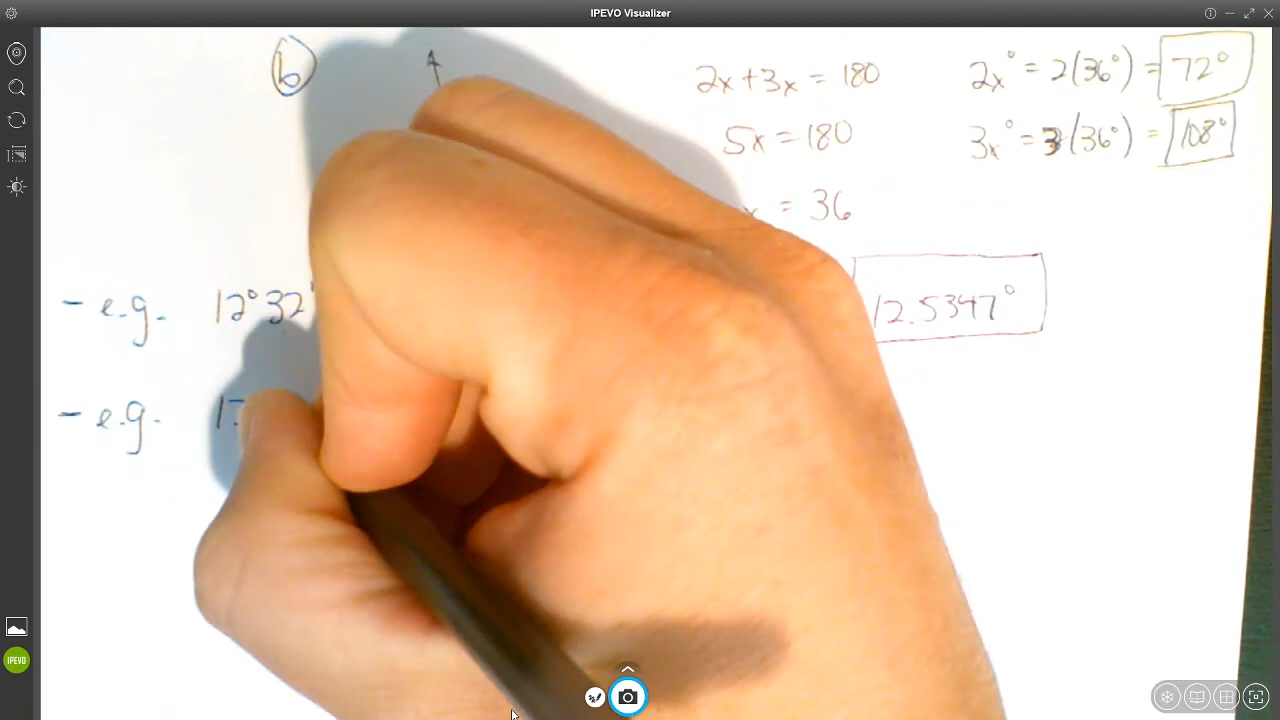 IPEVO Visualizer
b
2x+3x = 180
2x° = 2(36°) = 72°
5x = 180
3x° = 3(36°) = 108°
x = 36
- e.g. 12°32' 12.5347°
- e.g.
IPEVO